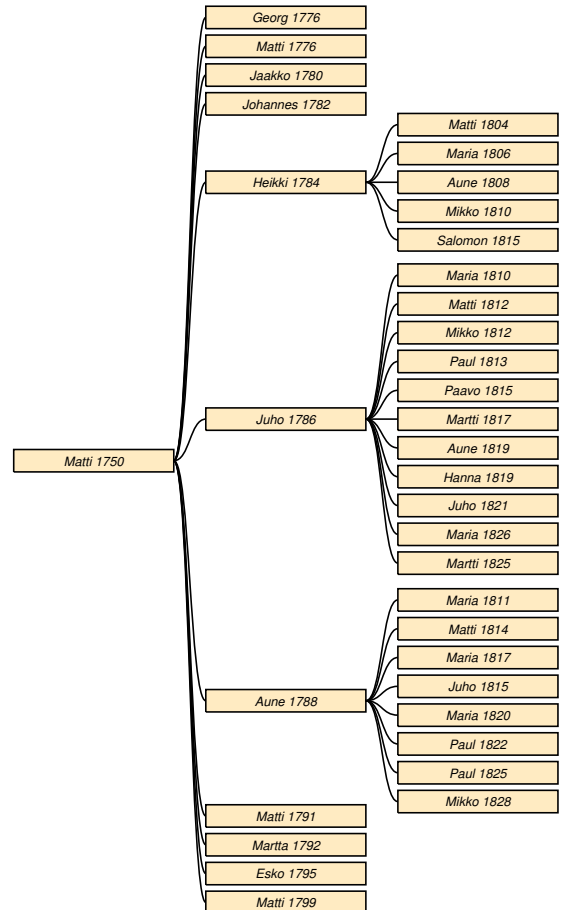 Georg 1776
Matti 1776
Jaakko 1780
Johannes 1782
Matti 1804
Maria 1806
Heikki 1784
Aune 1808
Mikko 1810
Salomon 1815
Maria 1810
Matti 1812
Mikko 1812
Paul 1813
Paavo 1815
Juho 1786
Martti 1817
Aune 1819
Matti 1750
Hanna 1819
Juho 1821
Maria 1826
Martti 1825
Maria 1811
Matti 1814
Maria 1817
Juho 1815
Aune 1788
Maria 1820
Paul 1822
Paul 1825
Mikko 1828
Matti 1791
Martta 1792
Esko 1795
Matti 1799